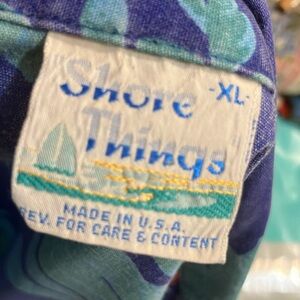 Shore
-XL-
Things
MADE IN U.S.A.
REV. FOR CARE & CONTENT